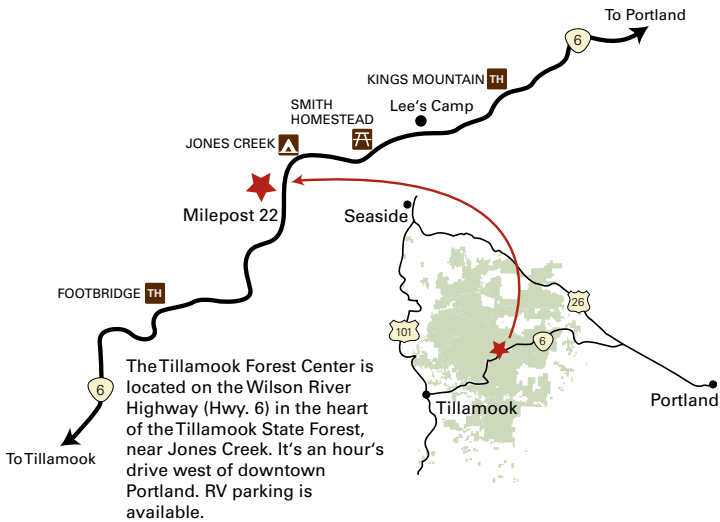 To Portland
6
KINGS MOUNTAIN TH
SMITH
HOMESTEAD
Lee's Camp
JONES CREEK
Milepost 22
Seaside
FOOTBRIDGE TH
26
101
6
6
Portland
Tillamook
To Tillamook
The Tillamook Forest Center is
located on the Wilson River
Highway (Hwy. 6) in the heart
of the Tillamook State Forest,
near Jones Creek. It‘s an hour‘s
drive west of downtown
Portland. RV parking is
available.